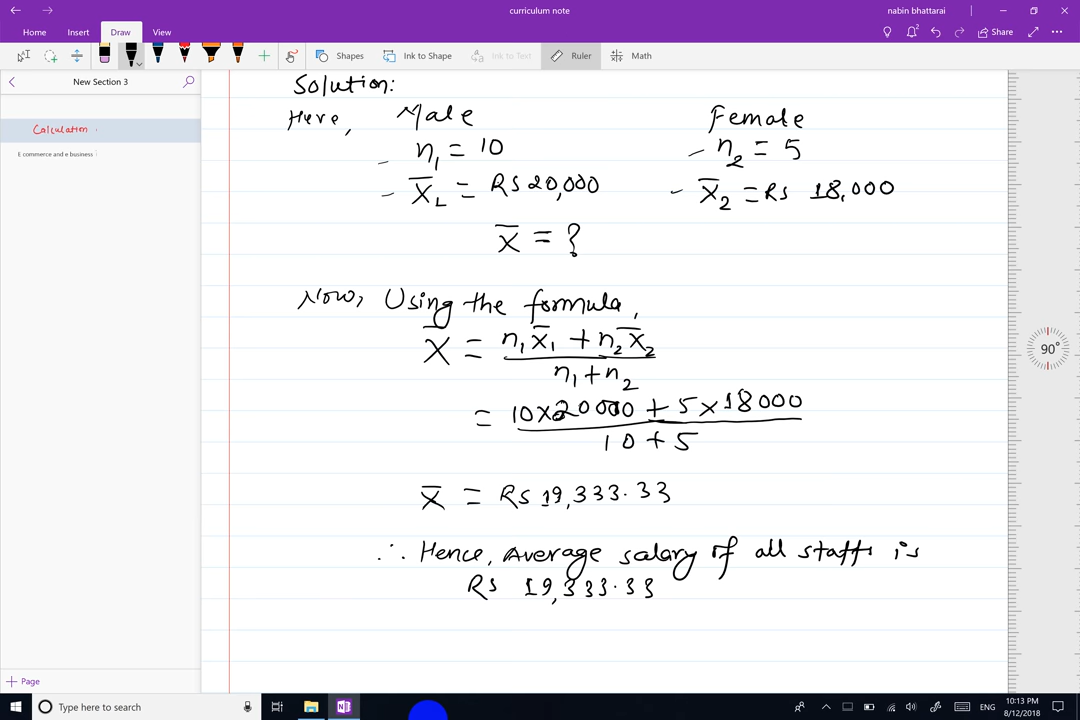 curriculum note
nabin bhattarai
Home Insert Draw View
Share
Shapes Ink to Shape Ink to Text Ruler Math
New Section 3
Calculation
E commerce and e business
Solution:
Here, Male Female
n₁ = 10 n₂ = 5
X̅₁ = Rs 20,000 X̅₂ = Rs 18,000
X̅ = ?
Now, Using the formula,
X̅ = n₁X̅₁ + n₂X̅₂
n₁ + n₂
= 10×20000 + 5×18000
10 + 5
X̅ = Rs 19,333.33
∴ Hence, Average salary of all staffs is
Rs 19,333.33
90°
Page
Type here to search
ENG
10:13 PM
8/12/2018